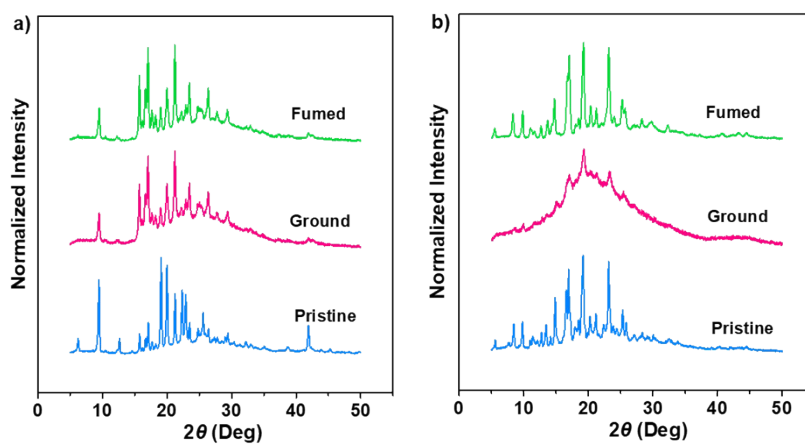 a)
Normalized Intensity
Fumed
Ground
Pristine
0 10 20 30 40 50
2θ (Deg)
b)
Normalized Intensity
Fumed
Ground
Pristine
0 10 20 30 40 50
2θ (Deg)